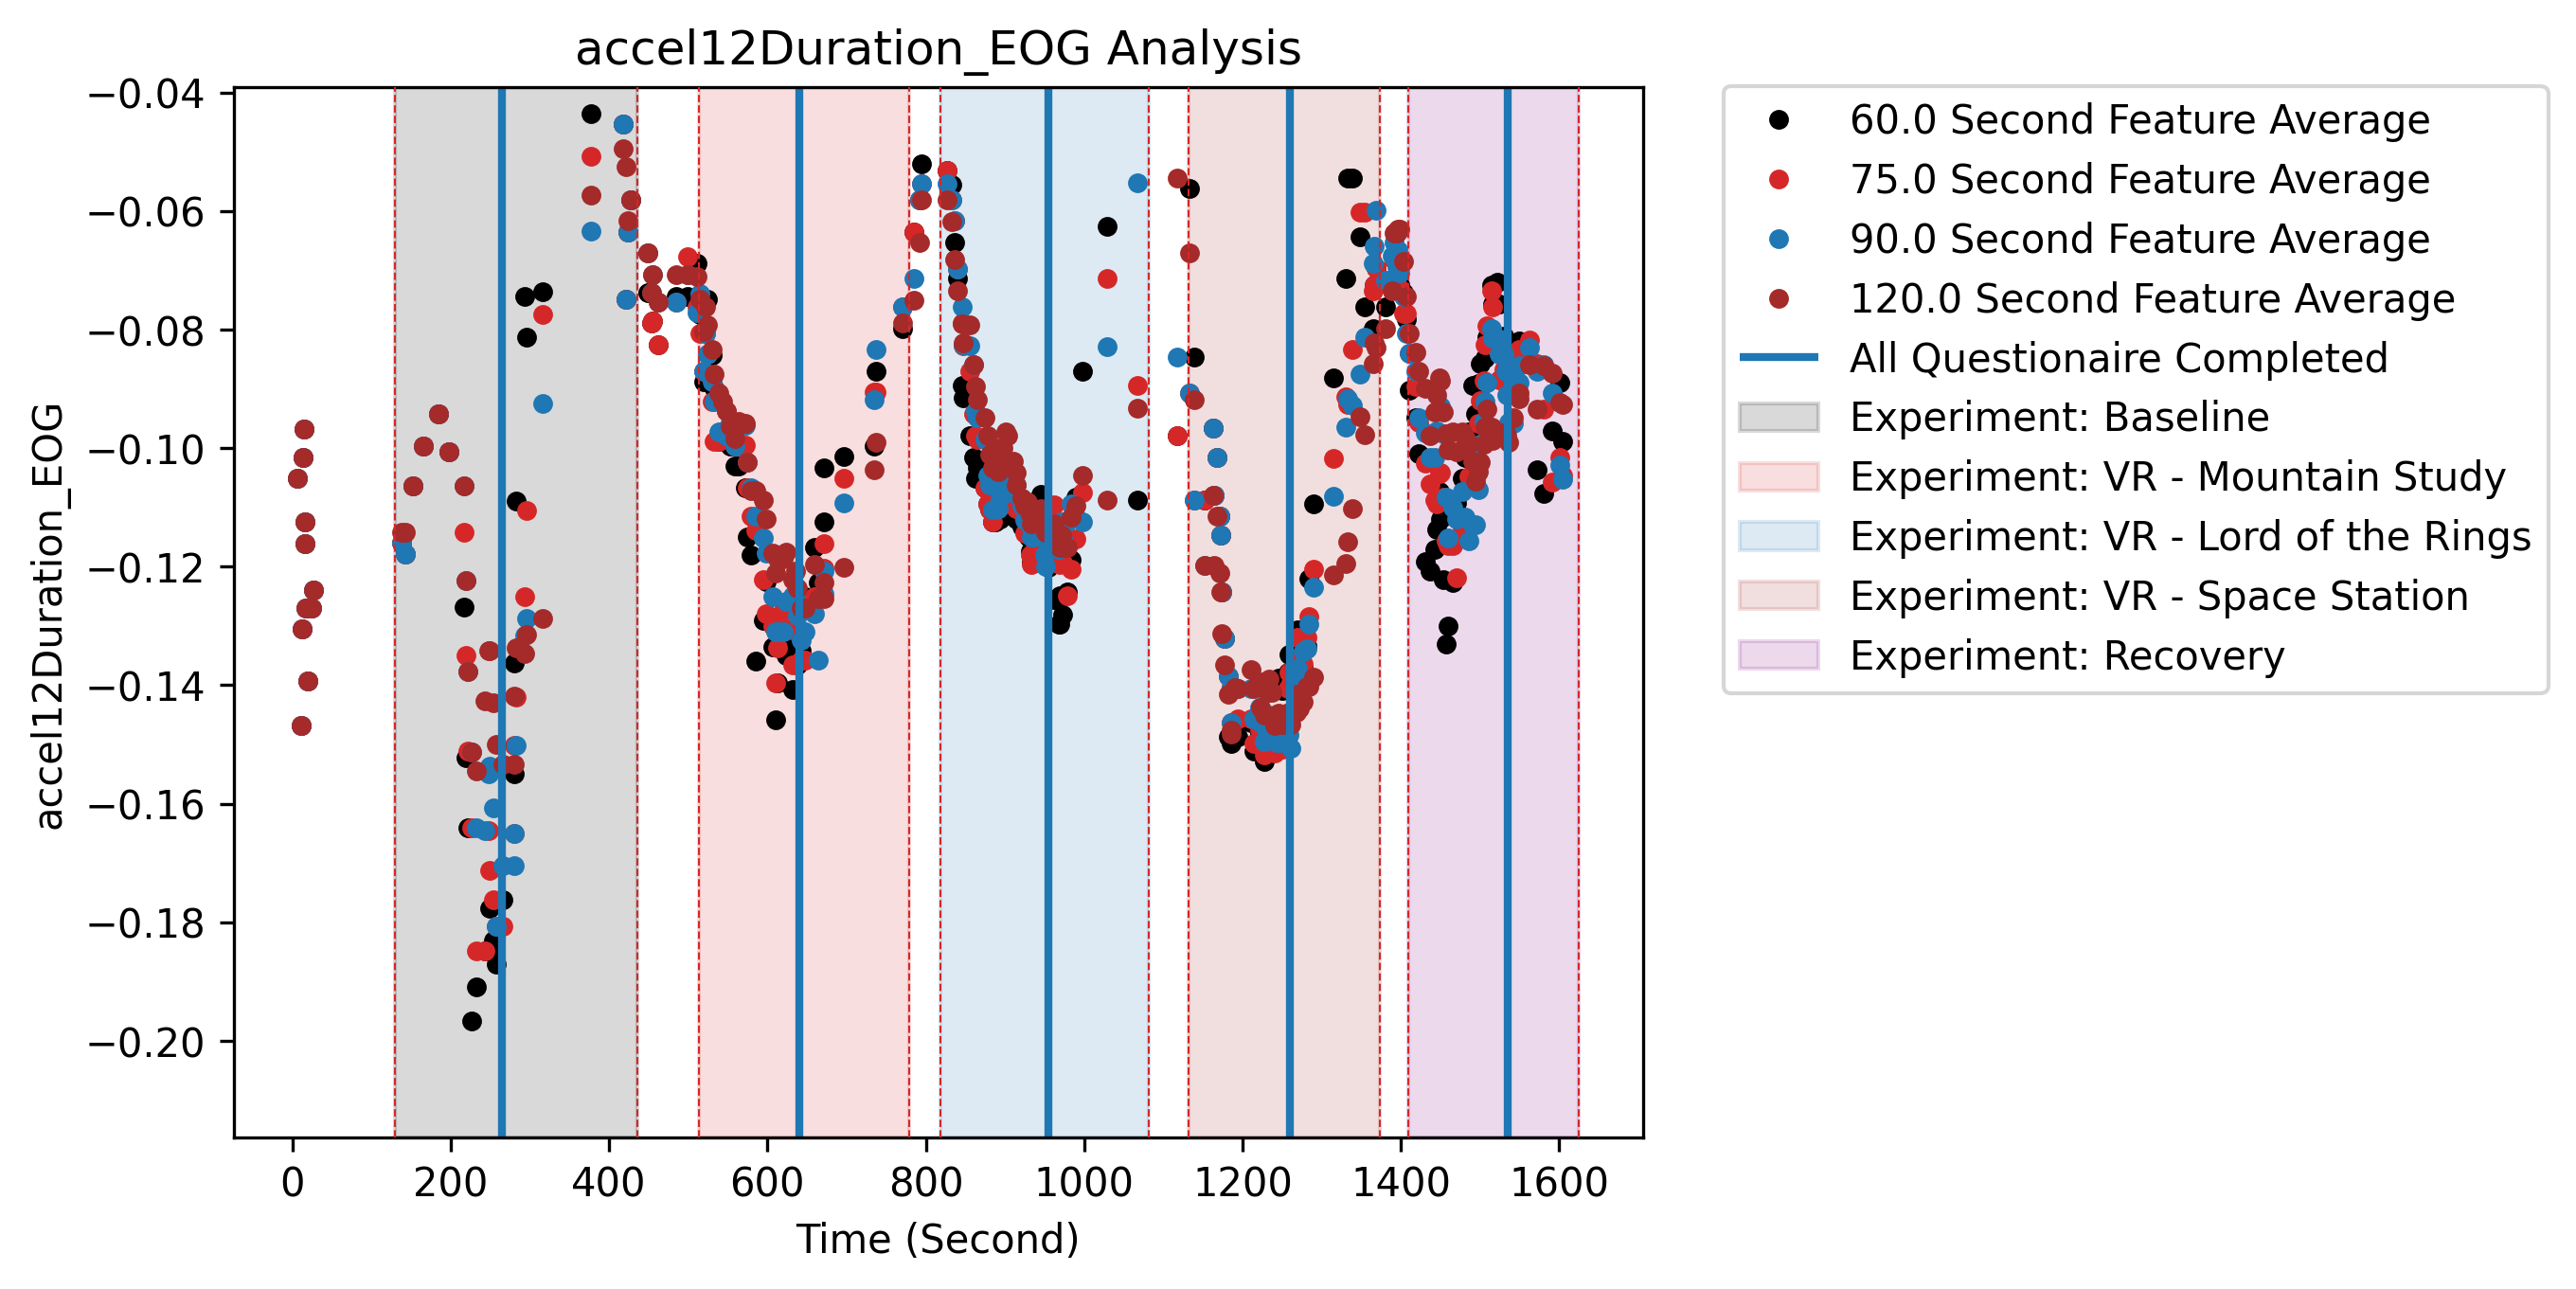 accel12Duration_EOG Analysis
accel12Duration_EOG
−0.04
−0.06
−0.08
−0.10
−0.12
−0.14
−0.16
−0.18
−0.20
0 200 400 600 800 1000 1200 1400 1600
Time (Second)
60.0 Second Feature Average
75.0 Second Feature Average
90.0 Second Feature Average
120.0 Second Feature Average
All Questionaire Completed
Experiment: Baseline
Experiment: VR - Mountain Study
Experiment: VR - Lord of the Rings
Experiment: VR - Space Station
Experiment: Recovery